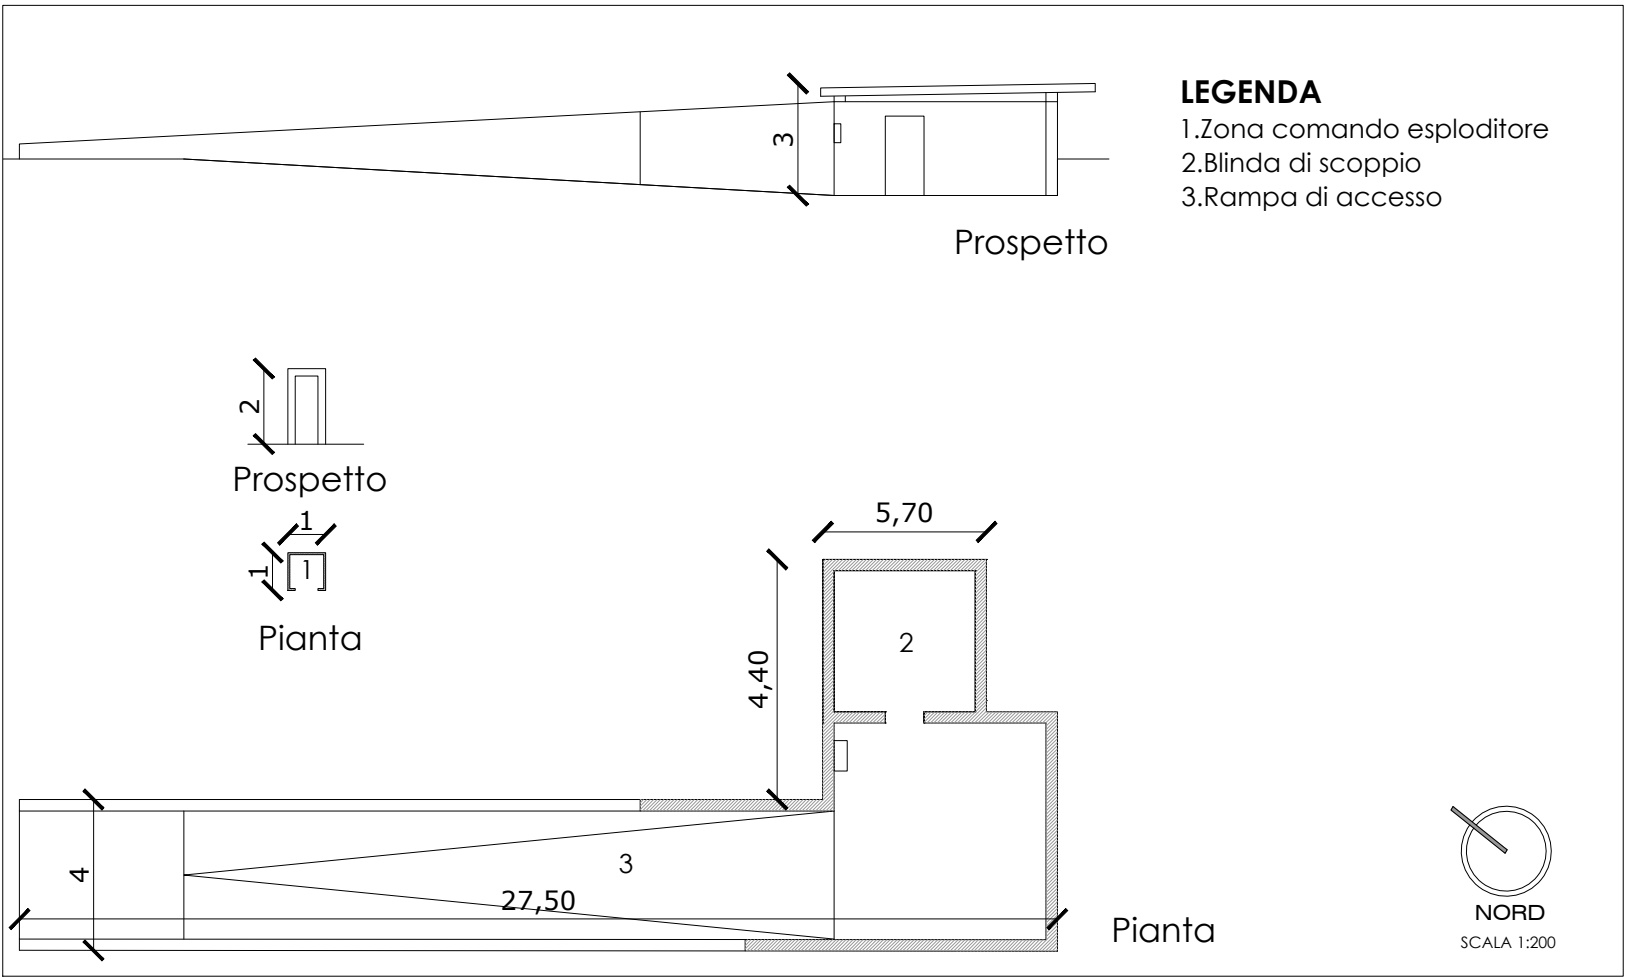 LEGENDA
1.Zona comando esploditore
2.Blinda di scoppio
3.Rampa di accesso
3
Prospetto
2
Prospetto
1
1
1
Pianta
5,70
4,40
2
4
3
27,50
Pianta
NORD
SCALA 1:200